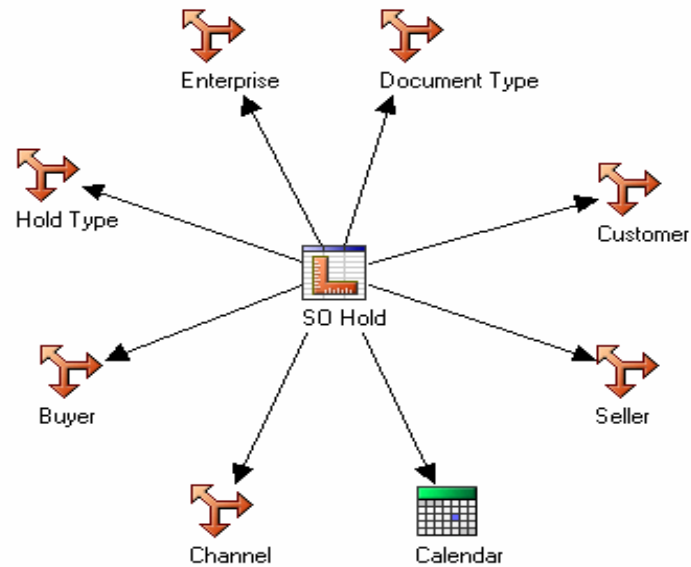 Enterprise
Document Type
Hold Type
Customer
SO Hold
Buyer
Seller
Channel
Calendar